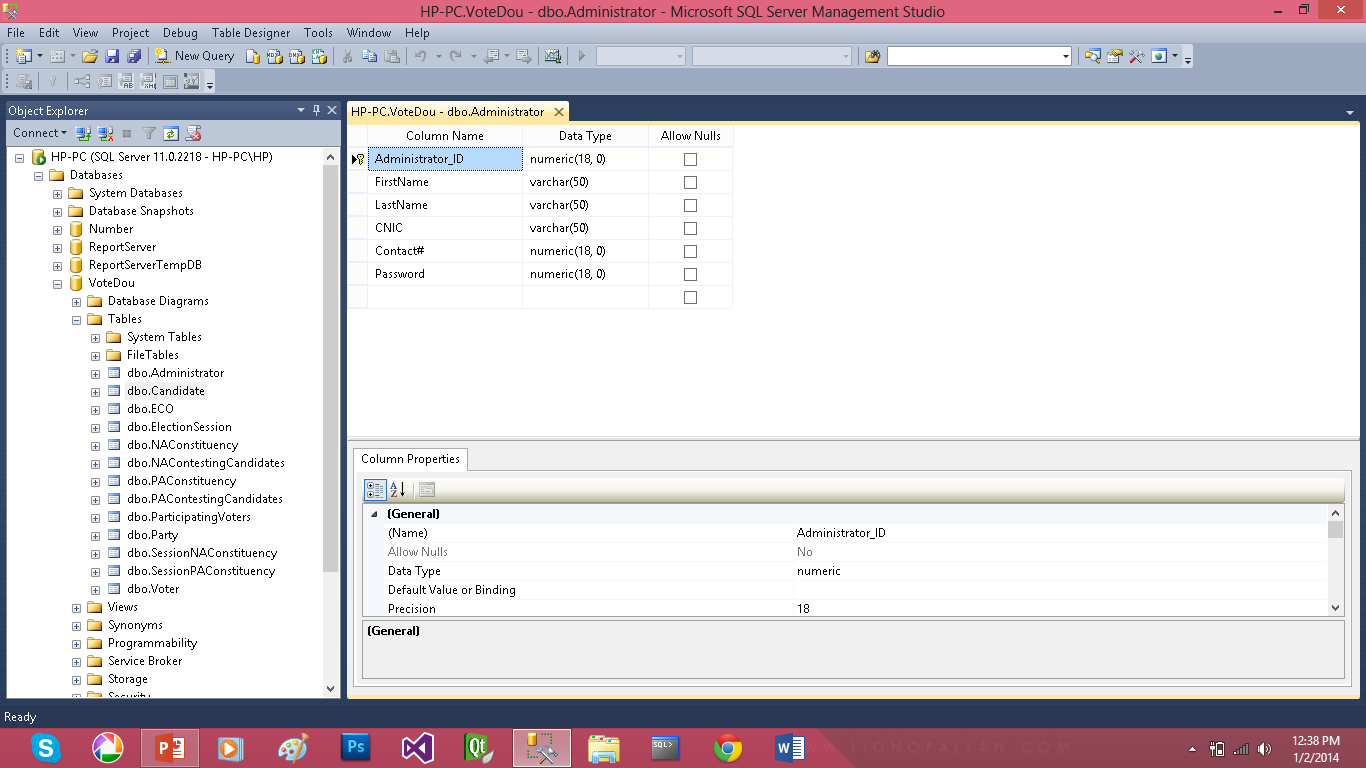 HP-PC.VoteDou - dbo.Administrator - Microsoft SQL Server Management Studio
File Edit View Project Debug Table Designer Tools Window Help
New Query
Object Explorer
Connect
HP-PC (SQL Server 11.0.2218 - HP-PC\HP)
Databases
System Databases
Database Snapshots
Number
ReportServer
ReportServerTempDB
VoteDou
Database Diagrams
Tables
System Tables
FileTables
dbo.Administrator
dbo.Candidate
dbo.ECO
dbo.ElectionSession
dbo.NAConstituency
dbo.NAContestingCandidates
dbo.PAConstituency
dbo.PAContestingCandidates
dbo.ParticipatingVoters
dbo.Party
dbo.SessionNAConstituency
dbo.SessionPAConstituency
dbo.Voter
Views
Synonyms
Programmability
Service Broker
Storage
Security
HP-PC.VoteDou - dbo.Administrator
Column Name Data Type Allow Nulls
Administrator_ID numeric(18, 0)
FirstName varchar(50)
LastName varchar(50)
CNIC varchar(50)
Contact# numeric(18, 0)
Password numeric(18, 0)
Column Properties
(General)
(Name) Administrator_ID
Allow Nulls No
Data Type numeric
Default Value or Binding
Precision 18
(General)
Ready
12:38 PM
1/2/2014